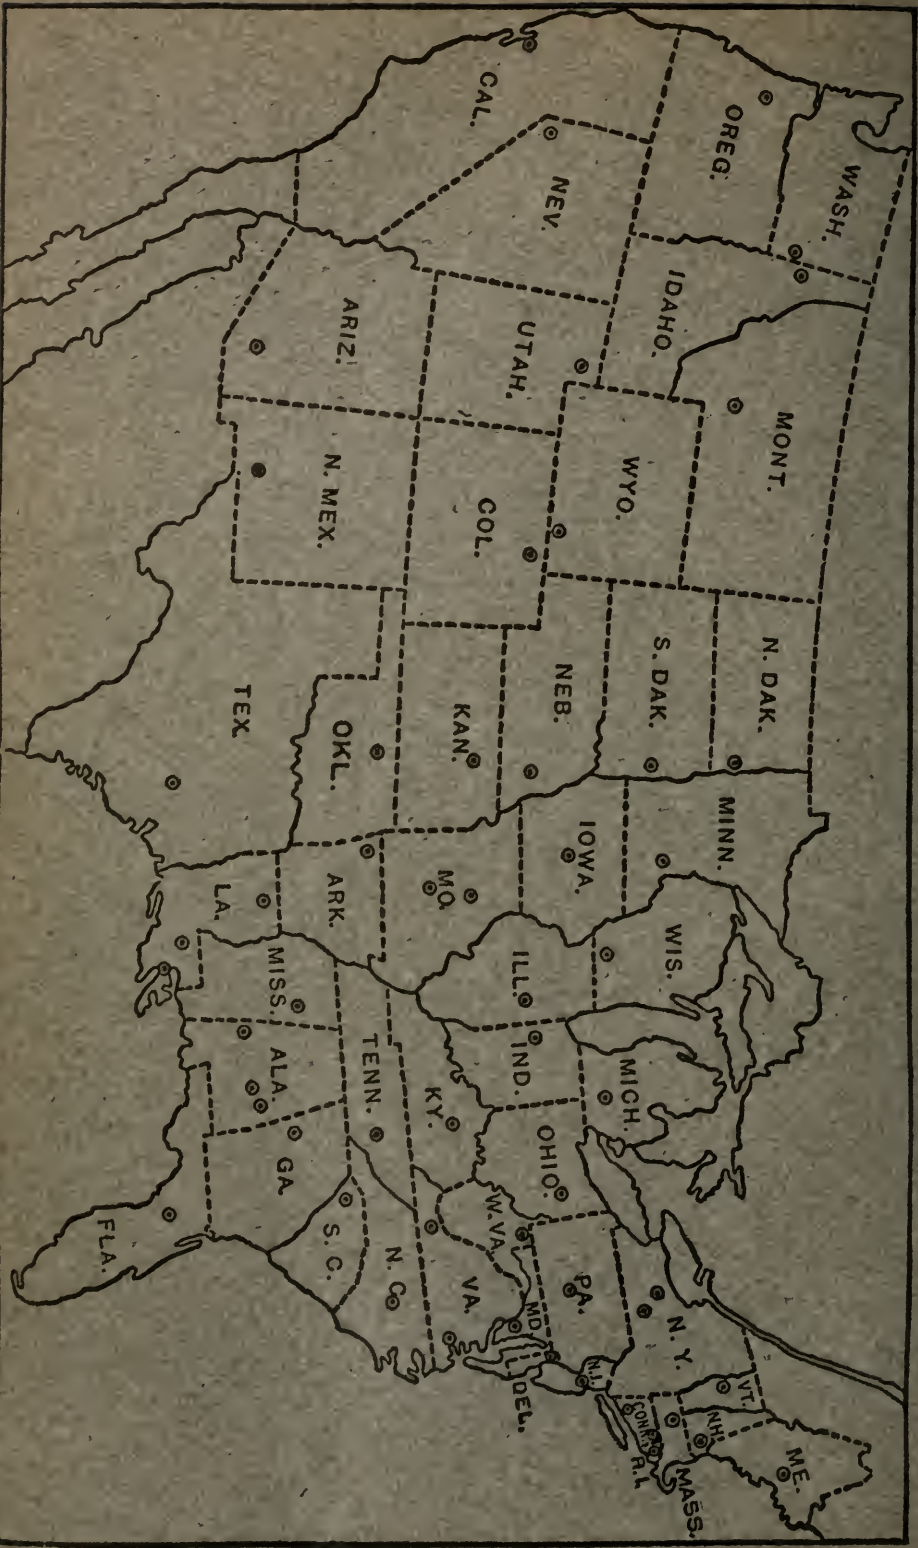 WASH.
OREG.
CAL.
NEV.
IDAHO.
MONT.
WYO.
UTAH.
ARIZ.
COL.
N. MEX.
N. DAK.
S. DAK.
NEB.
KAN.
OKL.
TEX.
MINN.
IOWA.
MO.
ARK.
LA.
WIS.
ILL.
MICH.
IND.
OHIO.
KY.
TENN.
MISS.
ALA.
GA.
FLA.
S. C.
N. C.
VA.
W. VA.
MD.
DEL.
PA.
N.J.
N. Y.
CONN.
R.I.
MASS.
VT.
N.H.
ME.